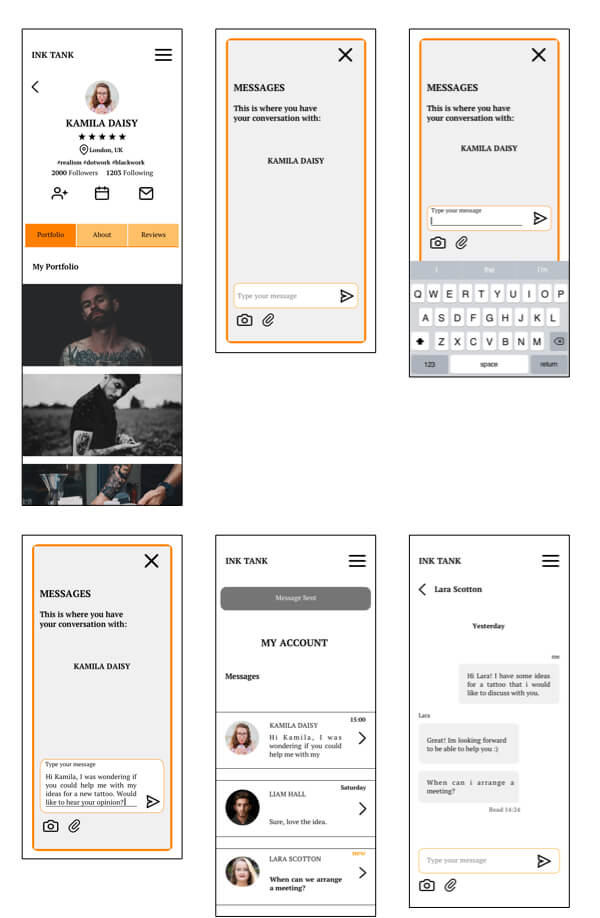 INK TANK
KAMILA DAISY
London, UK
#realism #dotwork #blackwork
2000 Followers 1203 Following
Portfolio About Reviews
My Portfolio
MESSAGES
This is where you have
your conversation with:
KAMILA DAISY
Type your message
MESSAGES
This is where you have
your conversation with:
KAMILA DAISY
Type your message
I the I'm
Q W E R T Y U I O P
A S D F G H J K L
Z X C V B N M
123 space return
MESSAGES
This is where you have
your conversation with:
KAMILA DAISY
Type your message
Hi Kamila, I was wondering if
you could help me with my
ideas for a new tattoo. Would
like to hear your opinion?
INK TANK
Message Sent
MY ACCOUNT
Messages
15:00
KAMILA DAISY
Hi Kamila, I was
wondering if you could
help me with my
Saturday
LIAM HALL
Sure, love the idea.
new
LARA SCOTTON
When can we arrange
a meeting?
INK TANK
Lara Scotton
Yesterday
me
Hi Lara! I have some ideas
for a tattoo that i would
like to discuss with you.
Lara
Great! Im looking forward
to be able to help you :)
When can i arrange a
meeting?
Read 14:24
Type your message